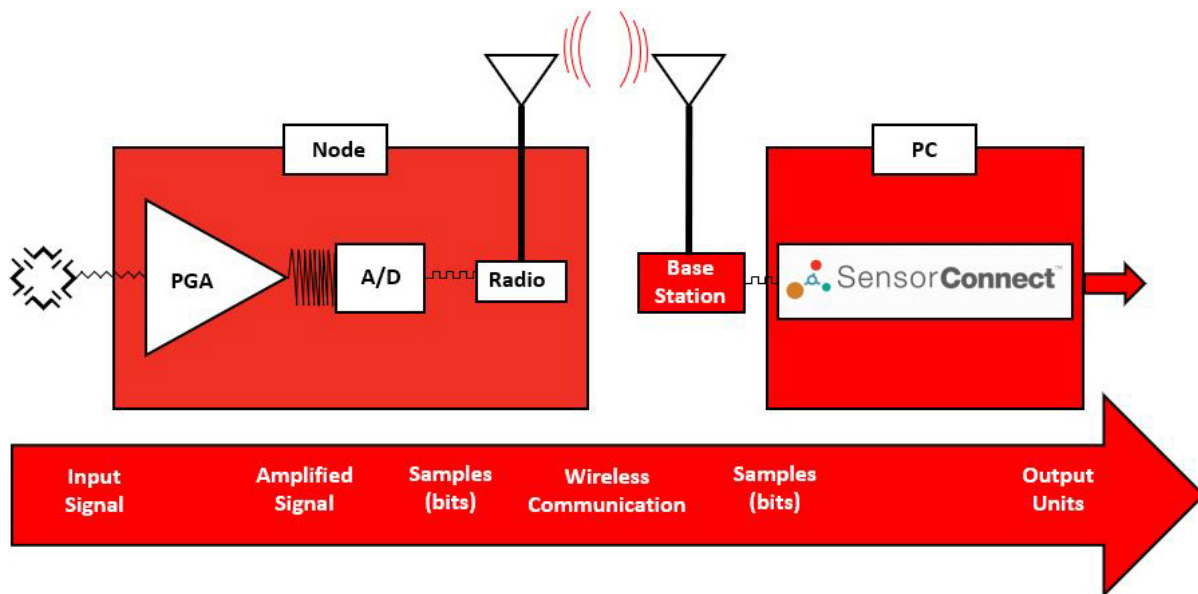 Node
PC
PGA
A/D
Radio
Base
Station
SensorConnect™
Input
Signal
Amplified
Signal
Samples
(bits)
Wireless
Communication
Samples
(bits)
Output
Units